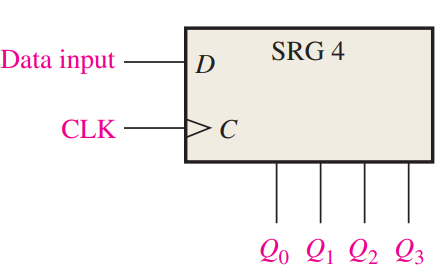 SRG 4
Data input
D
CLK
C
Q₀ Q₁ Q₂ Q₃